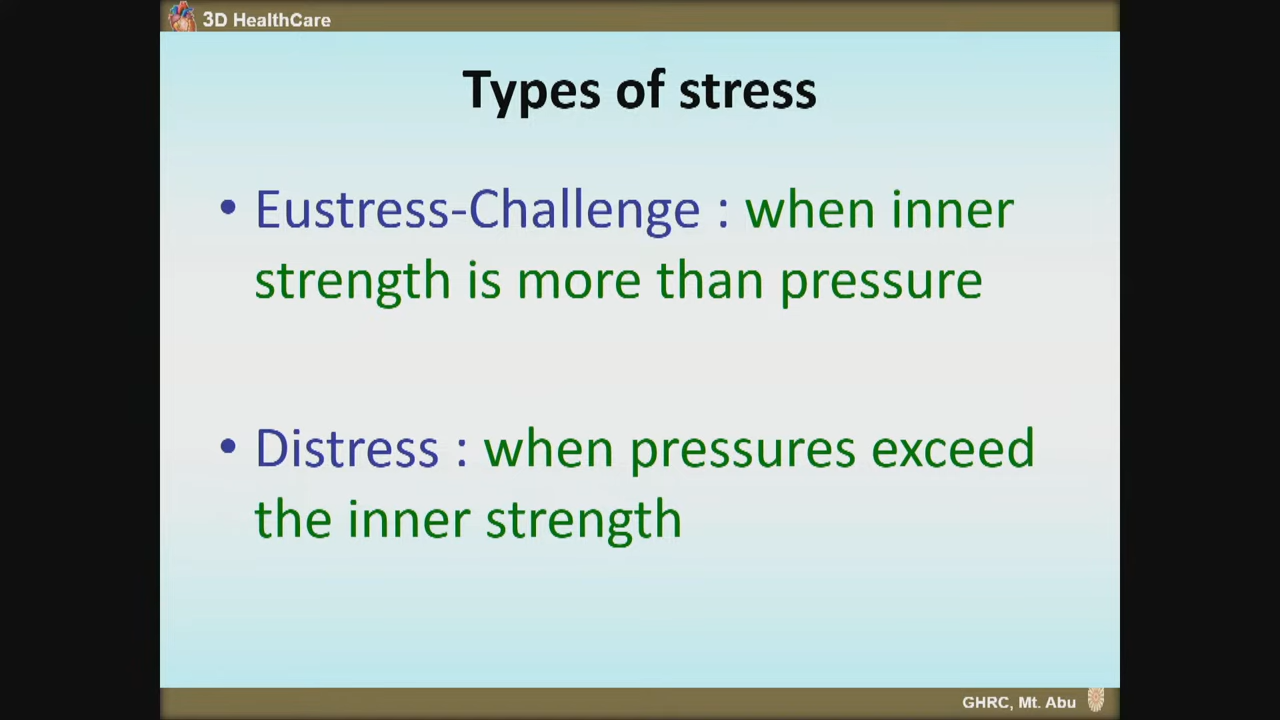 3D HealthCare
Types of stress
• Eustress-Challenge : when inner
strength is more than pressure
• Distress : when pressures exceed
the inner strength
GHRC, Mt. Abu